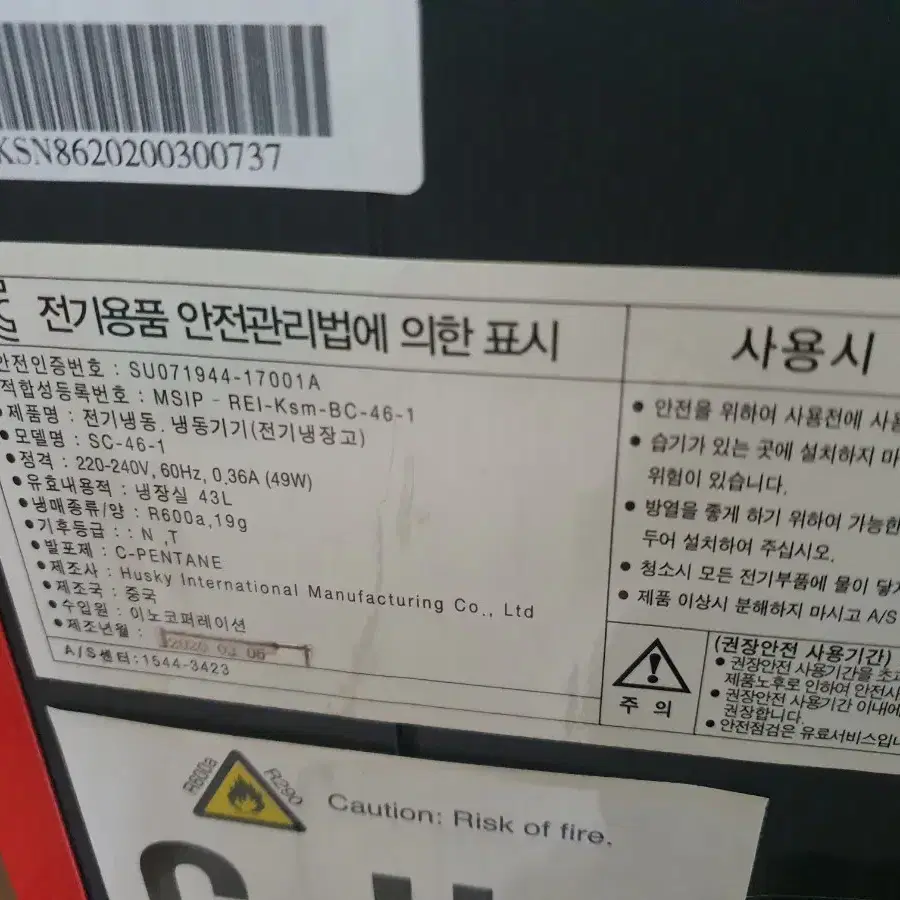 KSN8620200300737
전기용품 안전관리법에 의한 표시
안전인증번호 : SU071944-17001A
적합성등록번호 : MSIP - REI-Ksm-BC-46-1
• 제품명 : 전기냉동, 냉동기기(전기냉장고)
• 모델명 : SC-46-1
• 정격 : 220-240V, 60Hz, 0.36A (49W)
• 유효내용적 : 냉장실 43L
• 냉매종류/양 : R600a,19g
• 기후등급 : : N ,T
• 발포제 : C-PENTANE
• 제조사 : Husky International Manufacturing Co., Ltd
• 제조국 : 중국
• 수입원 : 이노코퍼레이션
• 제조년월 : 2020 03 06
A/S센터:1544-3423
사용시
• 안전을 위하여 사용전에 사용
• 습기가 있는 곳에 설치하지 마
위험이 있습니다.
• 방열을 좋게 하기 위하여 가능한
두어 설치하여 주십시오.
• 청소시 모든 전기부품에 물이 닿지
• 제품 이상시 분해하지 마시고 A/S
주 의
(권장안전 사용기간)
• 권장안전 사용기간을 초과
제품노후로 인하여 안전사
• 권장안전 사용기간 이내에
권장합니다.
• 안전점검은 유료서비스입니
R600a
R290
Caution: Risk of fire.